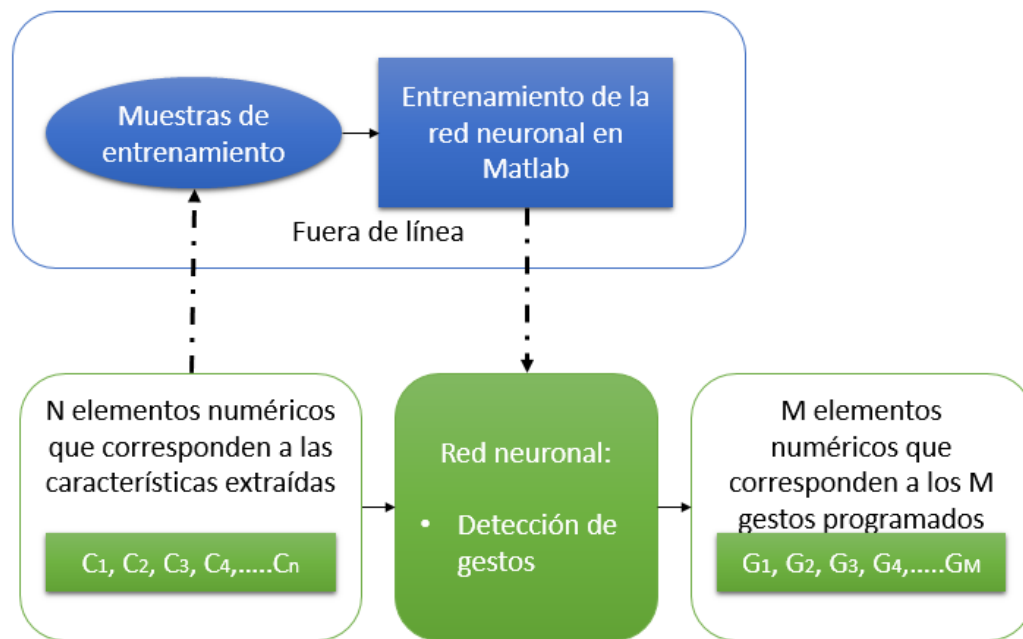 Muestras de
entrenamiento
Entrenamiento de la
red neuronal en
Matlab
Fuera de línea
N elementos numéricos
que corresponden a las
características extraídas
C1, C2, C3, C4,.....Cn
Red neuronal:
• Detección de
gestos
M elementos
numéricos que
corresponden a los M
gestos programados
G1, G2, G3, G4,.....GM